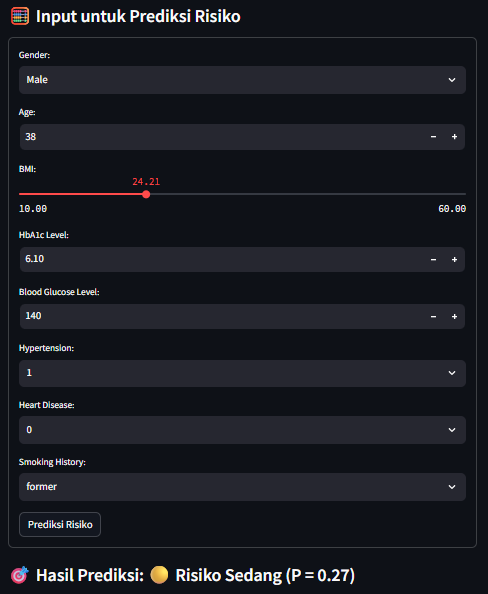 Input untuk Prediksi Risiko
Gender:
Male
Age:
38
BMI:
24.21
10.00 60.00
HbA1c Level:
6.10
Blood Glucose Level:
140
Hypertension:
1
Heart Disease:
0
Smoking History:
former
Prediksi Risiko
Hasil Prediksi: Risiko Sedang (P = 0.27)